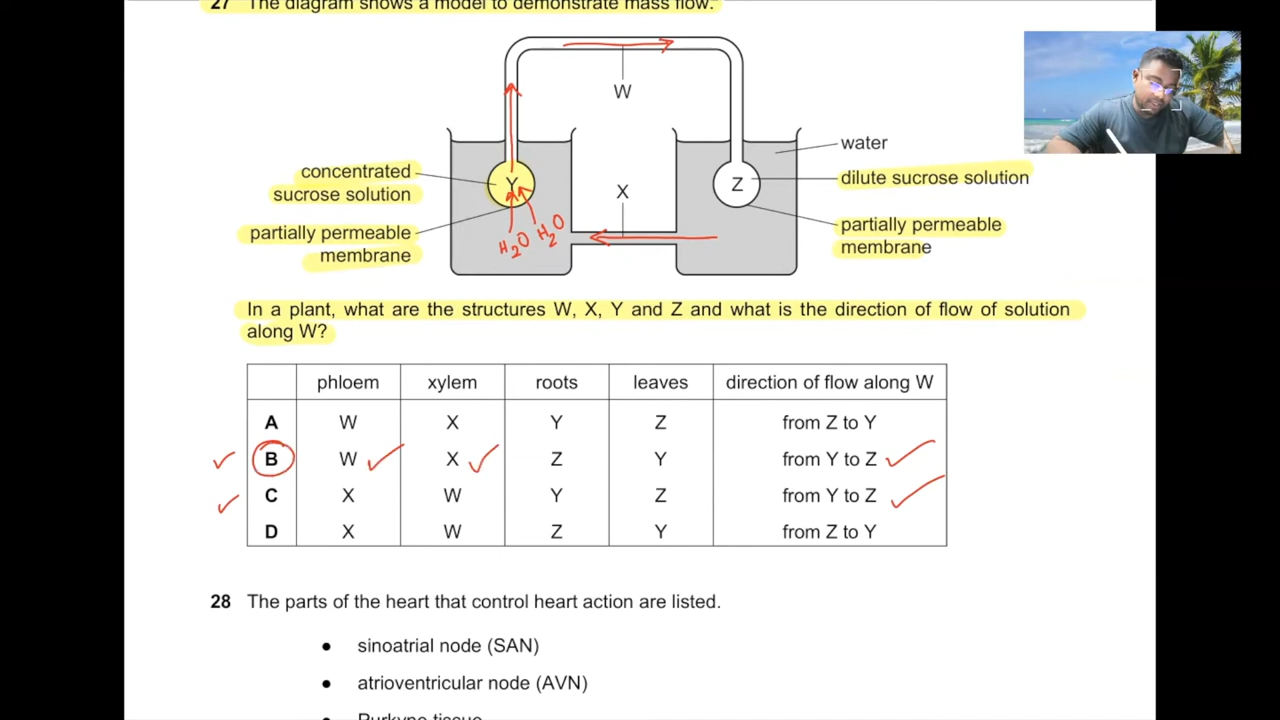 27 The diagram shows a model to demonstrate mass flow.
W
water
concentrated
sucrose solution
Y
Z
dilute sucrose solution
X
partially permeable
membrane
H2O
H2O
partially permeable
membrane
In a plant, what are the structures W, X, Y and Z and what is the direction of flow of solution
along W?
phloem xylem roots leaves direction of flow along W
A W X Y Z from Z to Y
B W X Z Y from Y to Z
C X W Y Z from Y to Z
D X W Z Y from Z to Y
28 The parts of the heart that control heart action are listed.
• sinoatrial node (SAN)
• atrioventricular node (AVN)
• Purkyne tissue